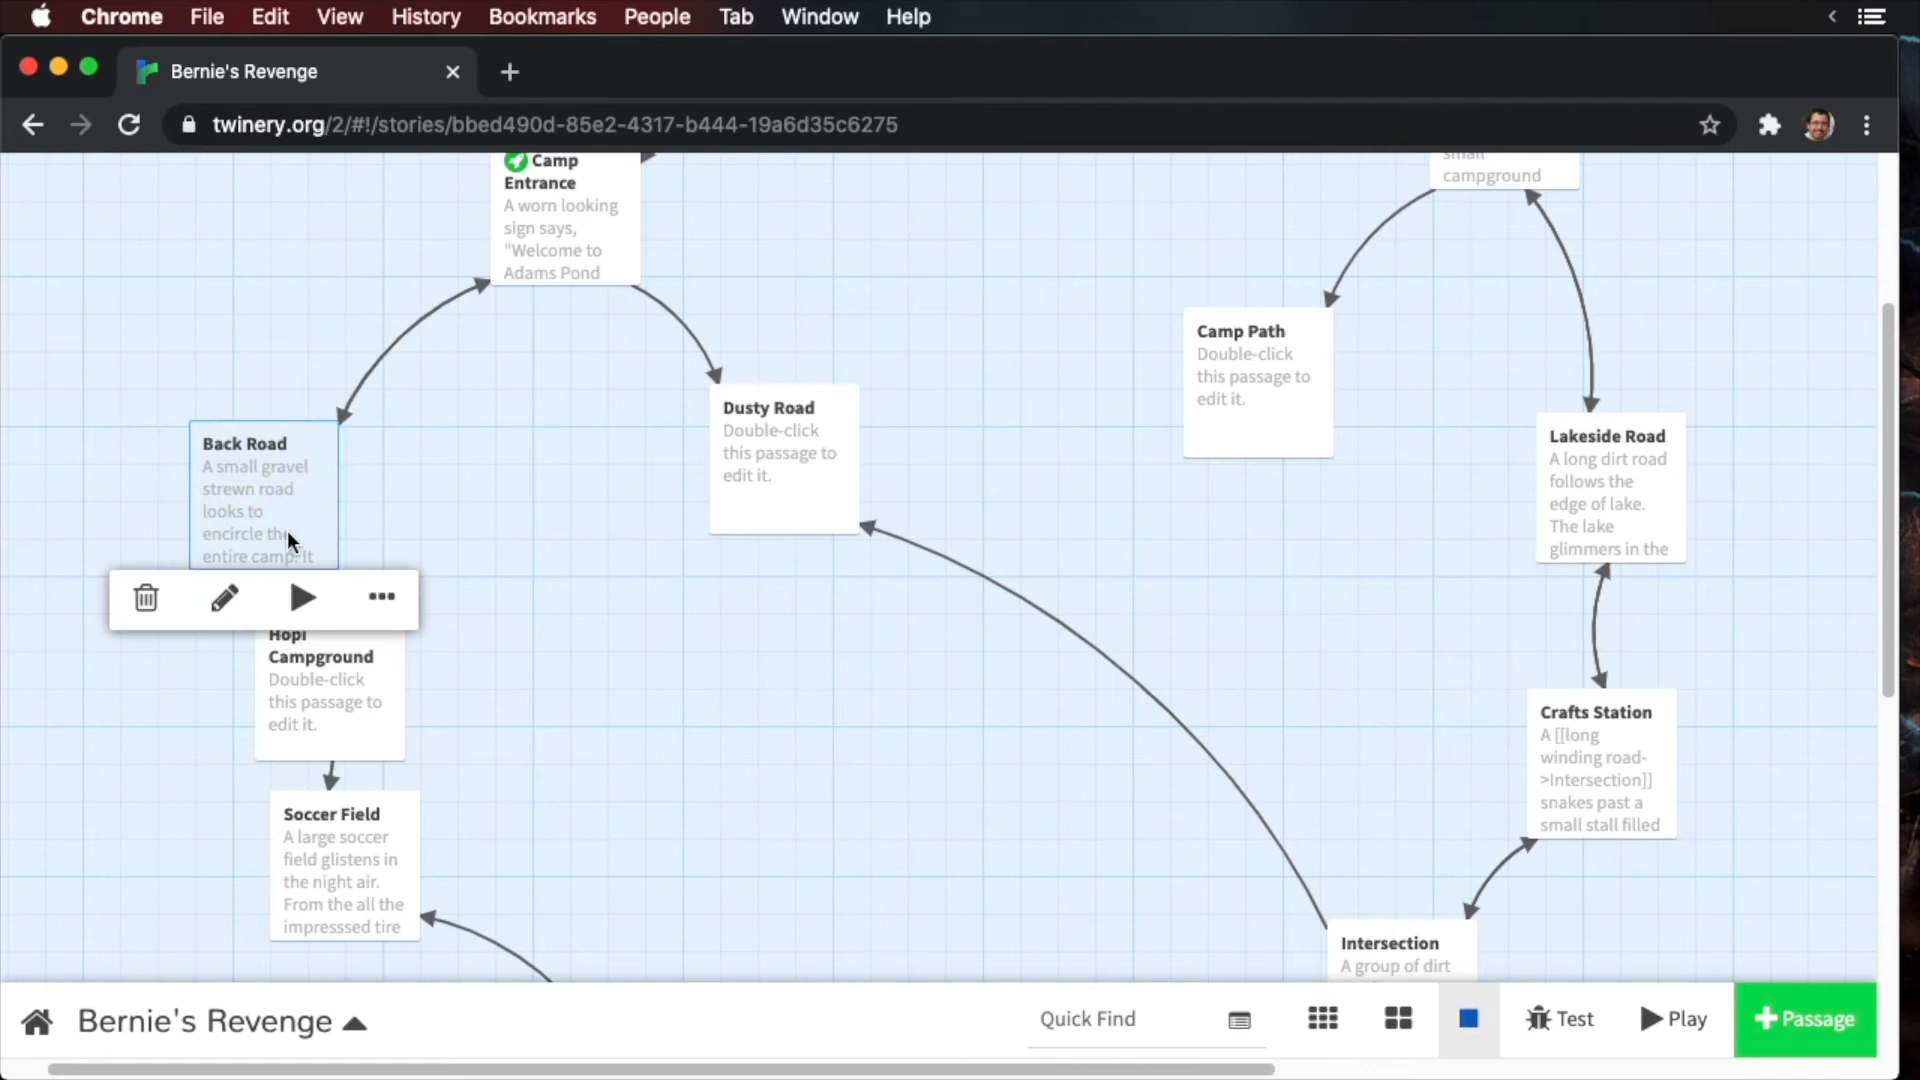 Chrome File Edit View History Bookmarks People Tab Window Help
Bernie's Revenge
twinery.org/2/#!/stories/bbed490d-85e2-4317-b444-19a6d35c6275
Camp
Entrance
A worn looking
sign says,
"Welcome to
Adams Pond
small
campground
Camp Path
Double-click
this passage to
edit it.
Dusty Road
Double-click
this passage to
edit it.
Back Road
A small gravel
strewn road
looks to
encircle the
entire camp. It
Lakeside Road
A long dirt road
follows the
edge of lake.
The lake
glimmers in the
Hopi
Campground
Double-click
this passage to
edit it.
Crafts Station
A [[long
winding road-
>Intersection]]
snakes past a
small stall filled
Soccer Field
A large soccer
field glistens in
the night air.
From the all the
impresssed tire
Intersection
A group of dirt
Bernie's Revenge
Quick Find
Test
Play
Passage